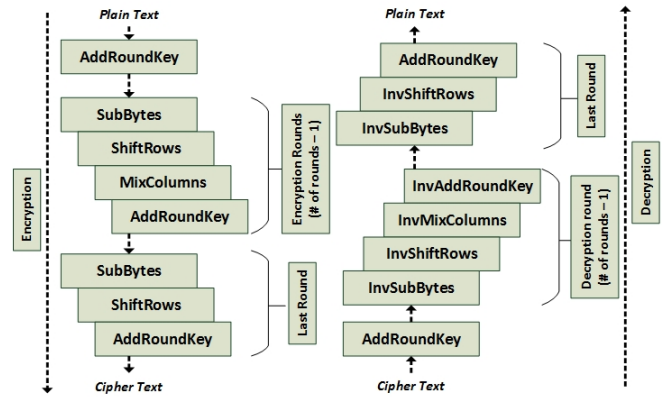 Plain Text
AddRoundKey
SubBytes
ShiftRows
MixColumns
AddRoundKey
Encryption Rounds
(# of rounds – 1)
SubBytes
ShiftRows
AddRoundKey
Last Round
Cipher Text
Encryption
Plain Text
AddRoundKey
InvShiftRows
InvSubBytes
Last Round
InvAddRoundKey
InvMixColumns
InvShiftRows
InvSubBytes
Decryption round
(# of rounds – 1)
AddRoundKey
Cipher Text
Decryption